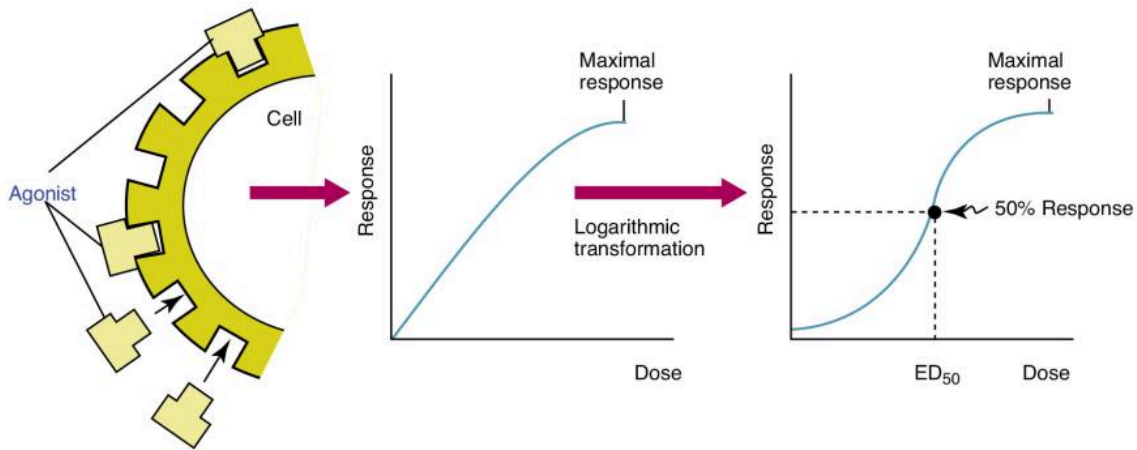 Agonist
Cell
Response
Maximal
response
Dose
Logarithmic
transformation
Response
Maximal
response
50% Response
ED50
Dose